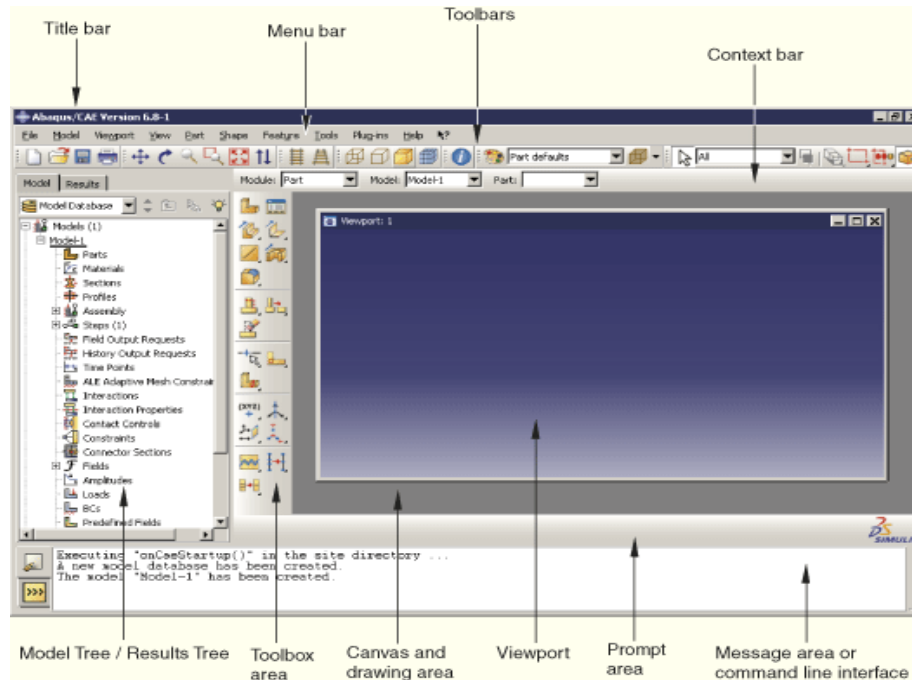 Toolbars
Title bar
Menu bar
Context bar
Abaqus/CAE Version 6.8-1
File Model Viewport View Part Shape Feature Tools Plug-ins Help
Part defaults All
Model Results
Module: Part Model: Model-1 Part:
Model Database
Viewport: 1
Models (1)
Model-1
Parts
Materials
Sections
Profiles
Assembly
Steps (1)
Field Output Requests
History Output Requests
Time Points
ALE Adaptive Mesh Constrai
Interactions
Interaction Properties
Contact Controls
Constraints
Connector Sections
Fields
Amplitudes
Loads
BCs
Predefined Fields
(XYZ)
SIMULI
Executing "onCaeStartup()" in the site directory ...
A new model database has been created.
The model "Model-1" has been created.
>>>
Model Tree / Results Tree
Toolbox
area
Canvas and
drawing area
Viewport
Prompt
area
Message area or
command line interface